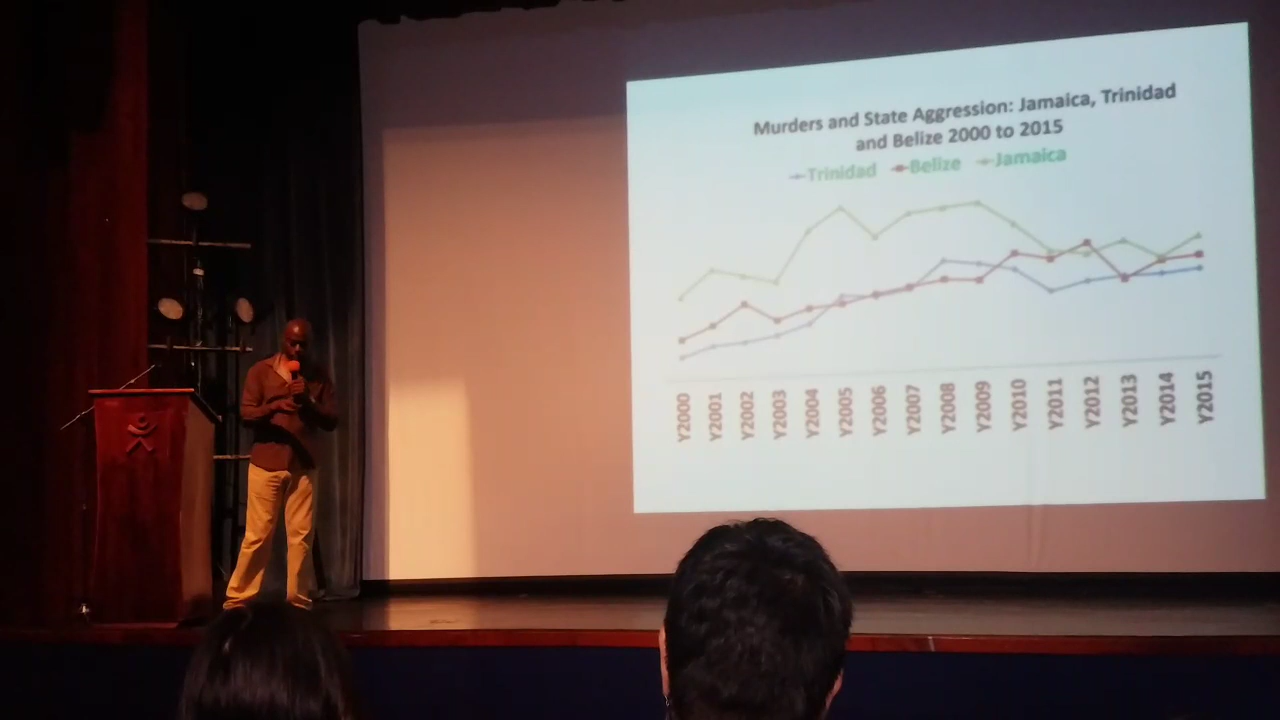 Murders and State Aggression: Jamaica, Trinidad
and Belize 2000 to 2015
Trinidad Belize Jamaica
Y2000 Y2001 Y2002 Y2003 Y2004 Y2005 Y2006 Y2007 Y2008 Y2009 Y2010 Y2011 Y2012 Y2013 Y2014 Y2015